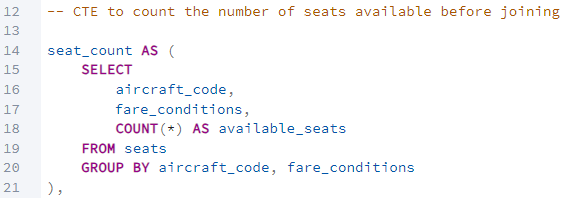 12 -- CTE to count the number of seats available before joining
13
14 seat_count AS (
15     SELECT
16         aircraft_code,
17         fare_conditions,
18         COUNT(*) AS available_seats
19     FROM seats
20     GROUP BY aircraft_code, fare_conditions
21 ),